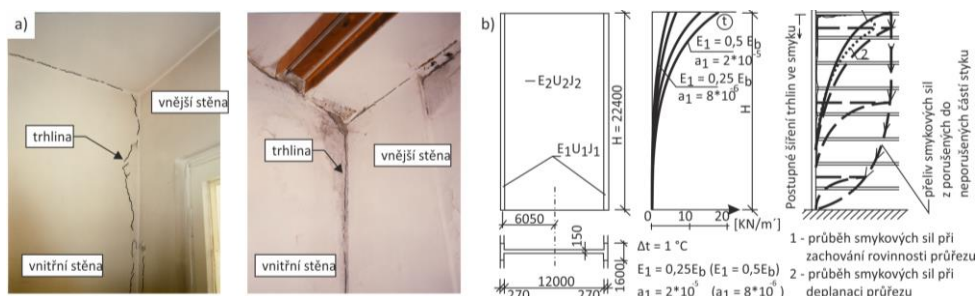 a)
vnější stěna
trhlina
vnitřní stěna
trhlina
vnější stěna
vnitřní stěna
b)
E2U2J2
E1U1J1
H = 22400
6050
150
1600
12000
270
270
t
E1 = 0,5 Eb
a1 = 2*10-5
E1 = 0,25 Eb
a1 = 8*10-6
H
0
10
20
[KN/m´]
Δt = 1 °C
E1 = 0,25Eb (E1 = 0,5Eb)
a1 = 2*10-5 (a1 = 8*10-6)
Postupné šíření trhlin ve smyku
2
přeliv smykových sil
z porušených do
neporušených částí styku
1 - průběh smykových sil při
zachování rovinnosti průřezu
2 - průběh smykových sil při
deplanaci průřezu